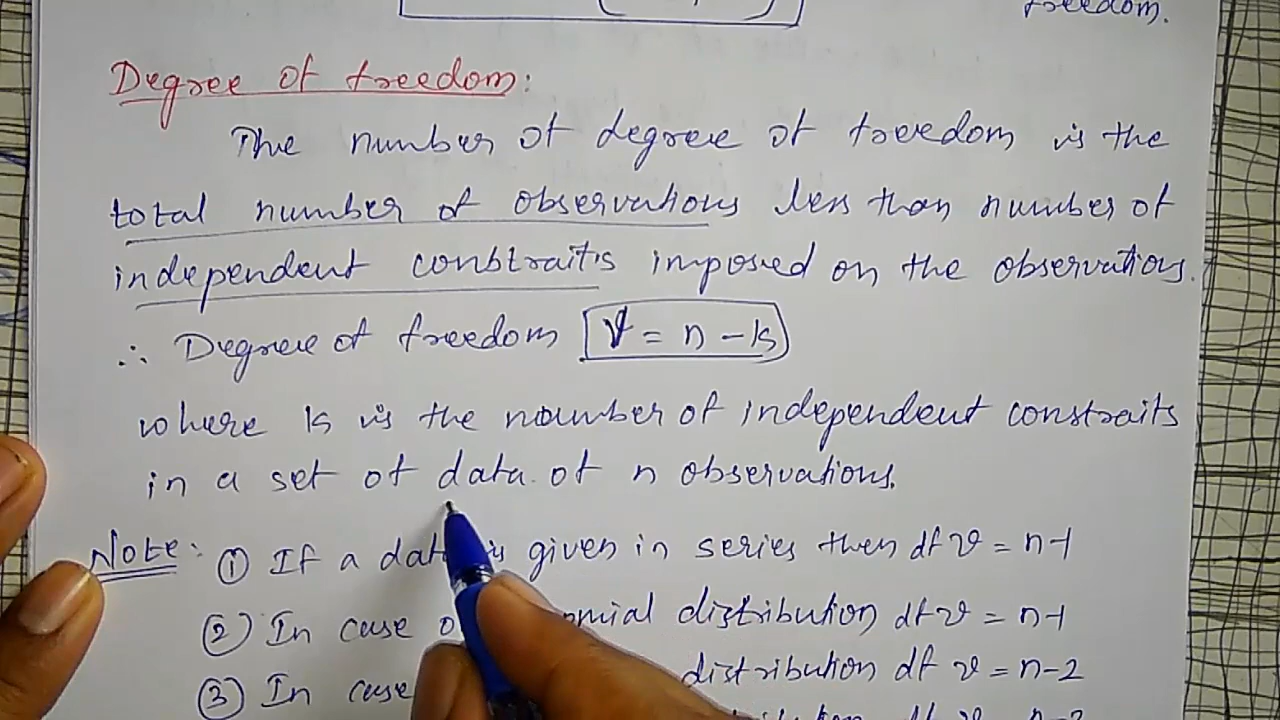 freedom.
Degree of freedom:
The number of degree of freedom is the
total number of observations less than number of
independent constraits imposed on the observations.
∴ Degree of freedom ν = n - k
where k is the number of independent constraits
in a set of data of n observations.
Note: ① If a data is given in series then df ν = n-1
② In case distribution df ν = n-1
③ In case distribution df ν = n-2